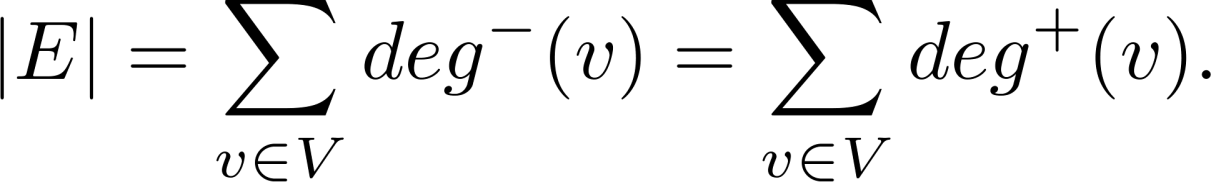 |E| = ∑_{v∈V} deg⁻(v) = ∑_{v∈V} deg⁺(v).